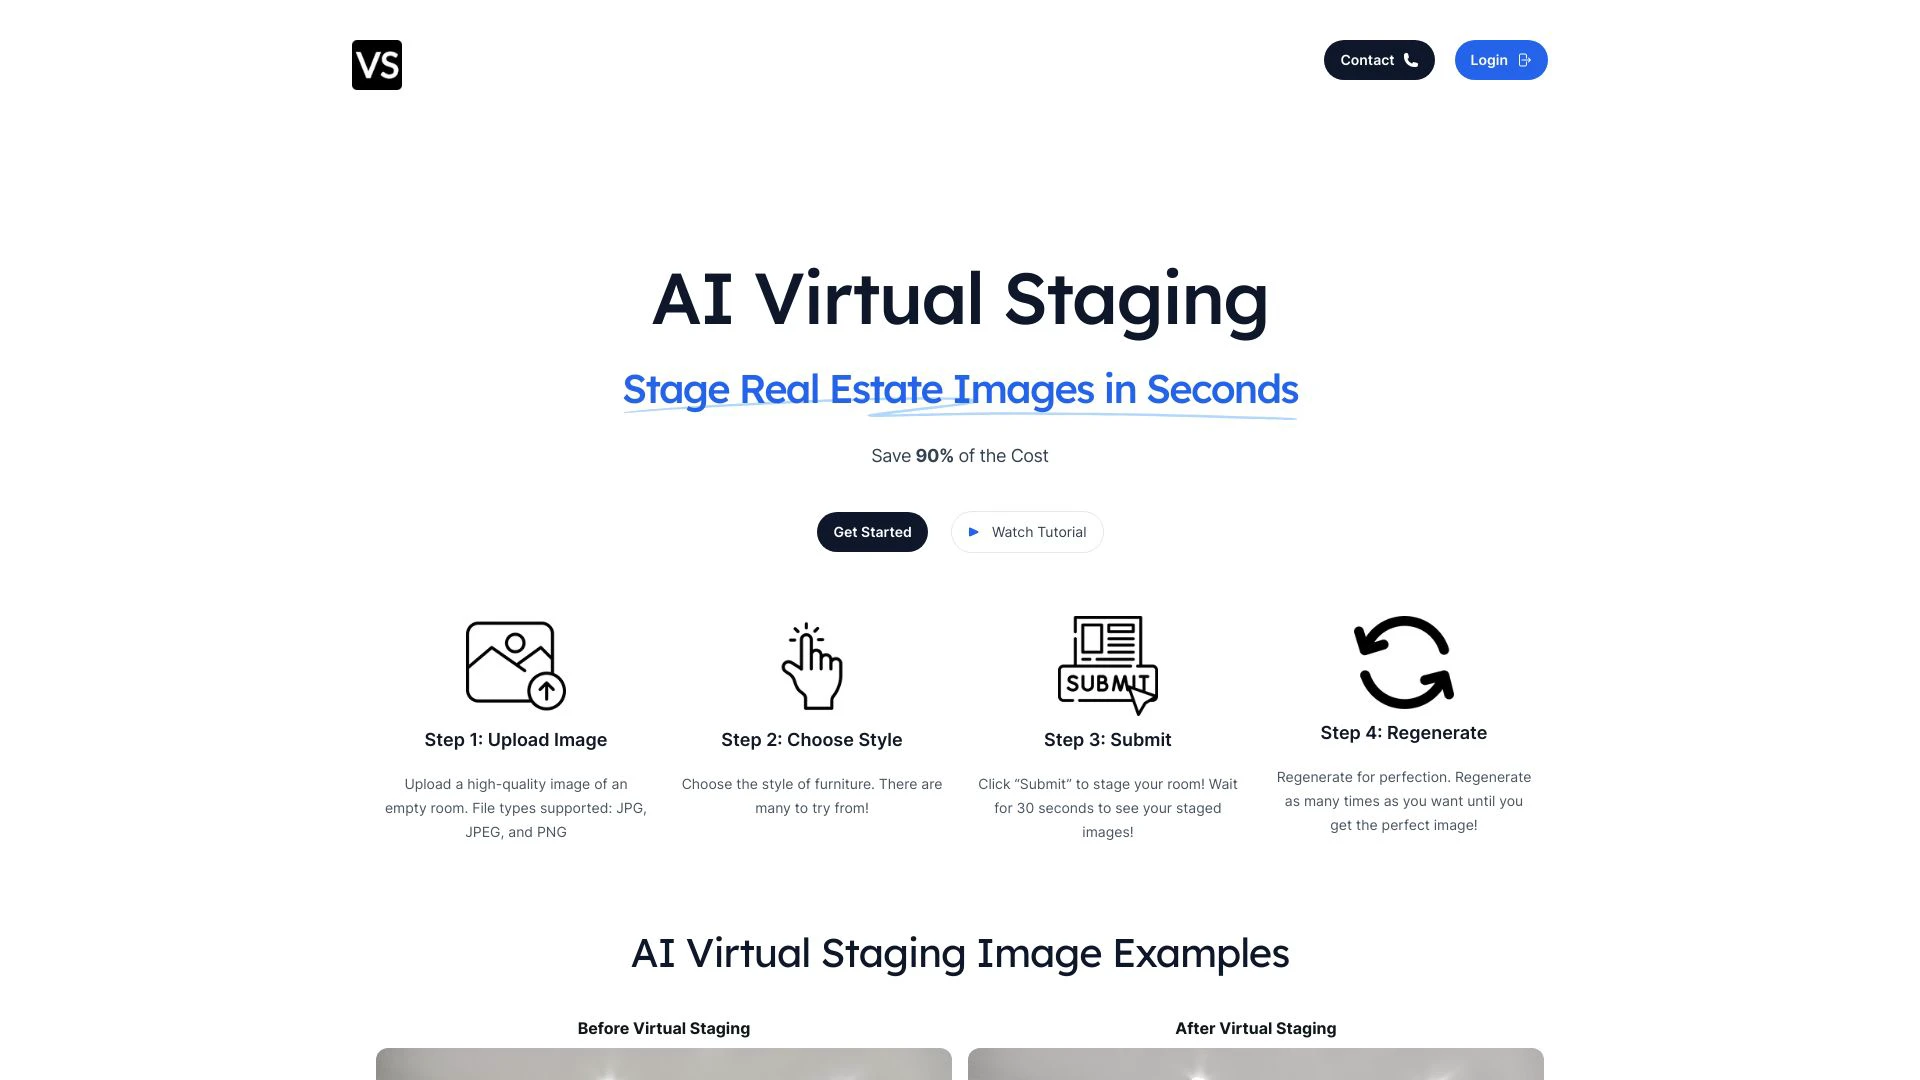 VS
Contact
Login
AI Virtual Staging
Stage Real Estate Images in Seconds
Save 90% of the Cost
Get Started
Watch Tutorial
Step 1: Upload Image
Upload a high-quality image of an
empty room. File types supported: JPG,
JPEG, and PNG
Step 2: Choose Style
Choose the style of furniture. There are
many to try from!
SUBMIT
Step 3: Submit
Click “Submit” to stage your room! Wait
for 30 seconds to see your staged
images!
Step 4: Regenerate
Regenerate for perfection. Regenerate
as many times as you want until you
get the perfect image!
AI Virtual Staging Image Examples
Before Virtual Staging
After Virtual Staging